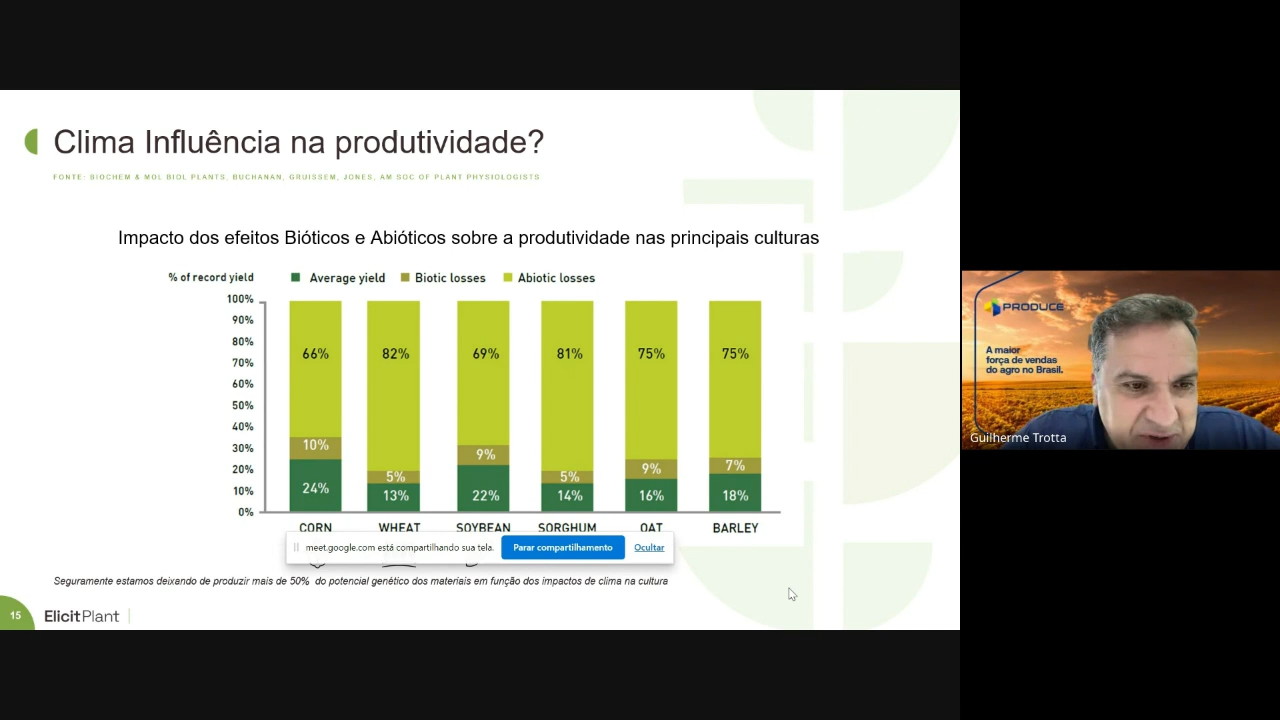 Clima Influência na produtividade?
FONTE: BIOCHEM & MOL BIOL PLANTS, BUCHANAN, GRUISSEM, JONES, AM SOC OF PLANT PHYSIOLOGISTS
Impacto dos efeitos Bióticos e Abióticos sobre a produtividade nas principais culturas
% of record yield Average yield Biotic losses Abiotic losses
100%
90%
80%
70%
60%
50%
40%
30%
20%
10%
0%
66% 82% 69% 81% 75% 75%
10% 5% 9% 5% 9% 7%
24% 13% 22% 14% 16% 18%
CORN WHEAT SOYBEAN SORGHUM OAT BARLEY
meet.google.com está compartilhando sua tela. Parar compartilhamento Ocultar
Seguramente estamos deixando de produzir mais de 50% do potencial genético dos materiais em função dos impactos de clima na cultura
15 ElicitPlant
PRODUCE
A maior
força de vendas
do agro no Brasil.
Guilherme Trotta